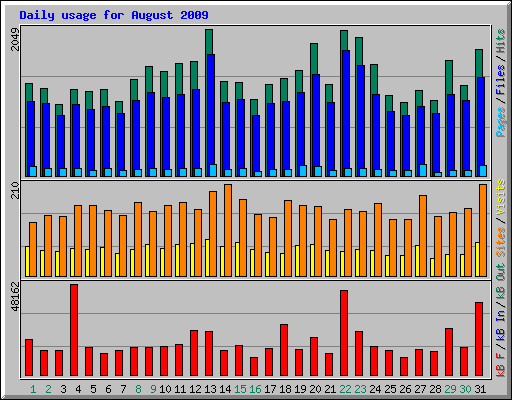 Daily usage for August 2009
2049
Pages / Files / Hits
210
Sites / Visits
48162
kB F / kB In / kB Out
1 2 3 4 5 6 7 8 9 10 11 12 13 14 15 16 17 18 19 20 21 22 23 24 25 26 27 28 29 30 31